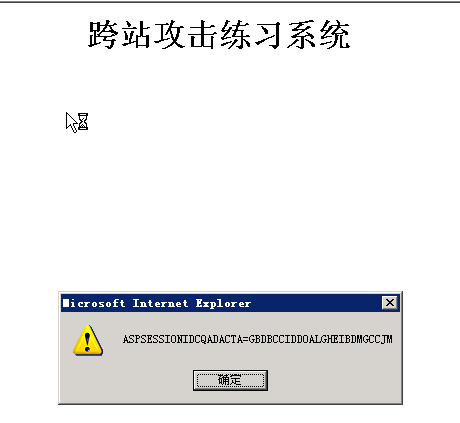 跨站攻击练习系统
Microsoft Internet Explorer
ASPSESSIONIDCQADACTA=GBDBCCIDDOALGHEIBDMGCCJM
确定